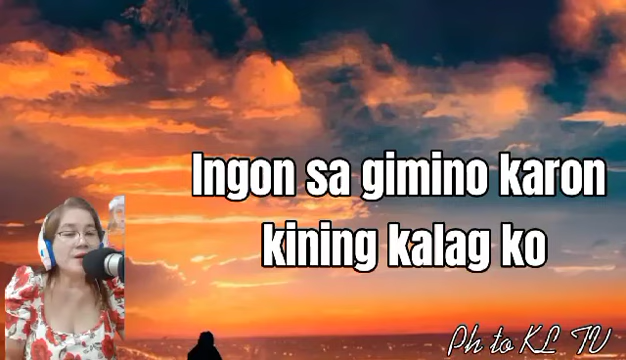 Ingon sa gimino karon
kining kalag ko
Ph to KL TV